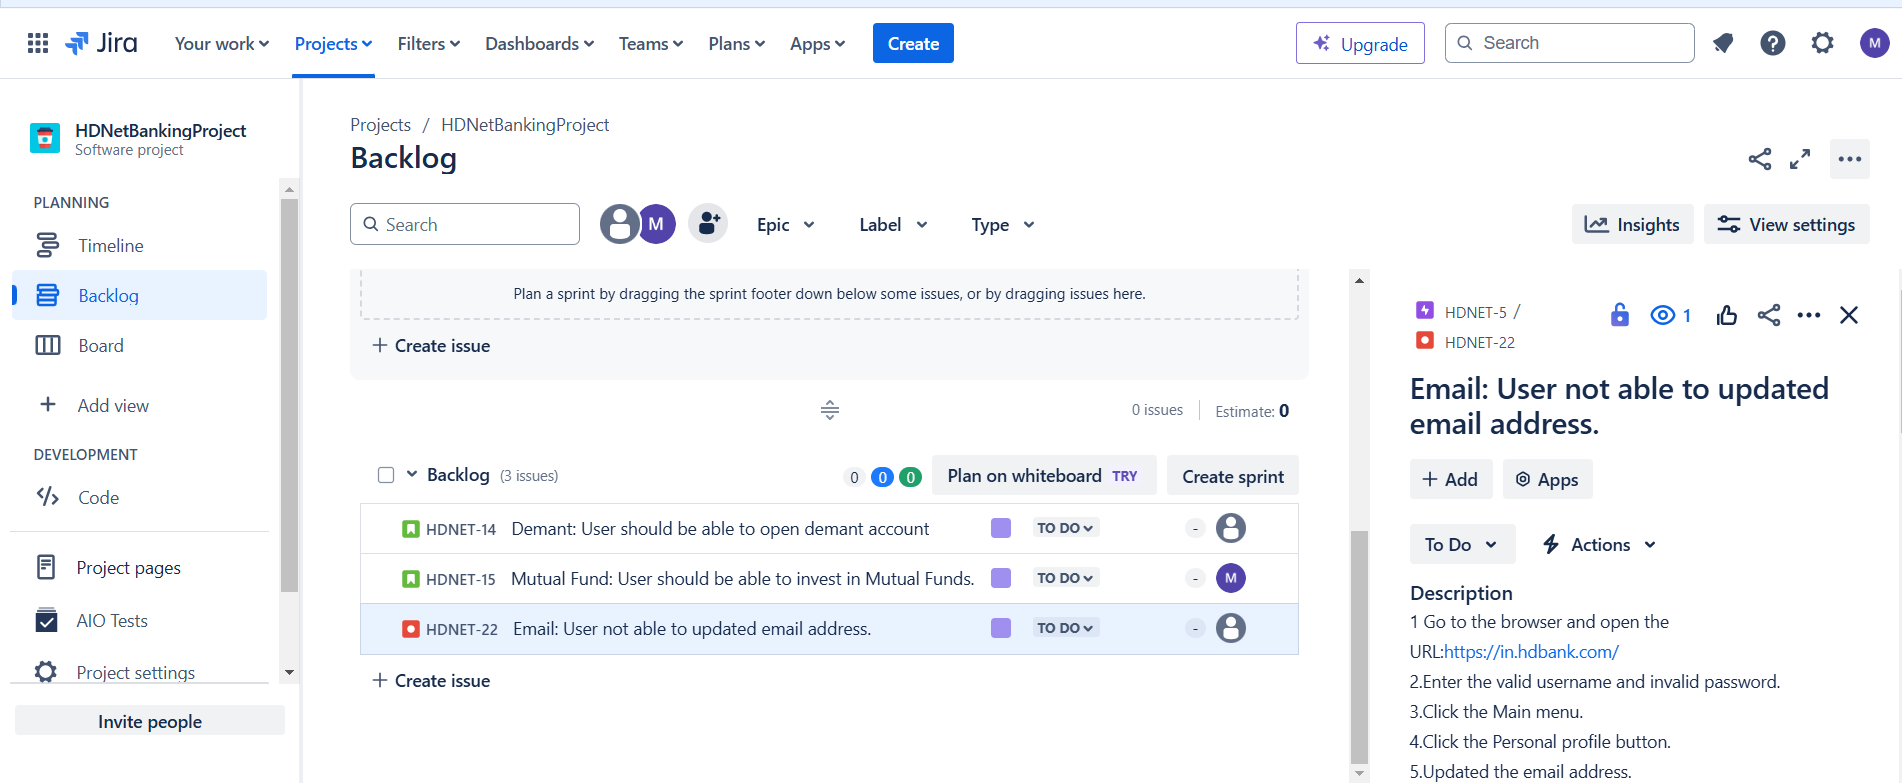 Jira
Your work
Projects
Filters
Dashboards
Teams
Plans
Apps
Create
Upgrade
Search
M
HDNetBankingProject
Software project
PLANNING
Timeline
Backlog
Board
Add view
DEVELOPMENT
Code
Project pages
AIO Tests
Project settings
Invite people
Projects / HDNetBankingProject
Backlog
Search
M
Epic
Label
Type
Insights
View settings
Plan a sprint by dragging the sprint footer down below some issues, or by dragging issues here.
+ Create issue
0 issues
Estimate: 0
Backlog (3 issues)
0 0 0
Plan on whiteboard TRY
Create sprint
HDNET-14 Demant: User should be able to open demant account TO DO -
HDNET-15 Mutual Fund: User should be able to invest in Mutual Funds. TO DO - M
HDNET-22 Email: User not able to updated email address. TO DO -
+ Create issue
HDNET-5 /
1
HDNET-22
Email: User not able to updated
email address.
+ Add
Apps
To Do
Actions
Description
1 Go to the browser and open the
URL:https://in.hdbank.com/
2.Enter the valid username and invalid password.
3.Click the Main menu.
4.Click the Personal profile button.
5.Updated the email address.